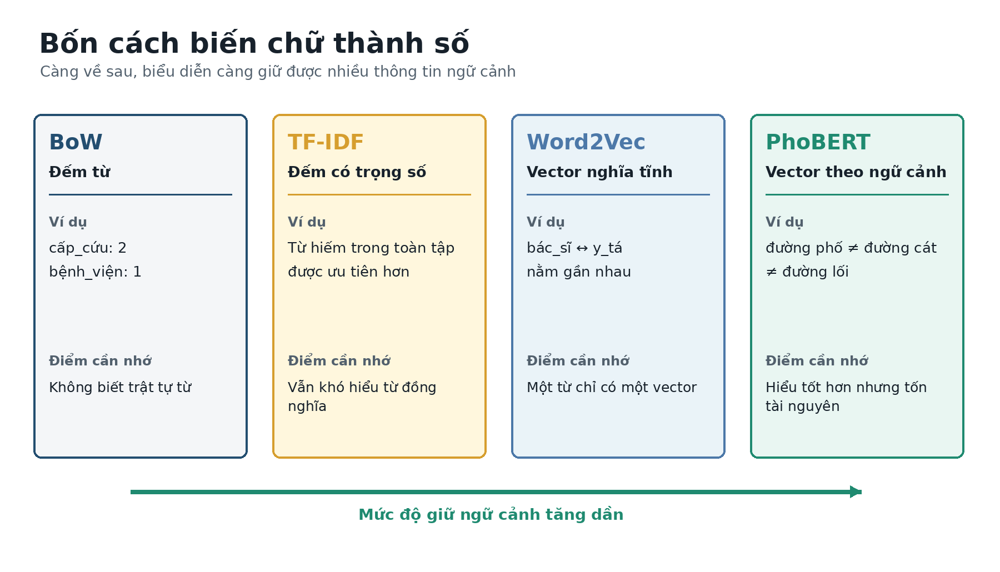 Bốn cách biến chữ thành số
Càng về sau, biểu diễn càng giữ được nhiều thông tin ngữ cảnh
BoW
Đếm từ
Ví dụ
cấp_cứu: 2
bệnh_viện: 1
Điểm cần nhớ
Không biết trật tự từ
TF-IDF
Đếm có trọng số
Ví dụ
Từ hiếm trong toàn tập
được ưu tiên hơn
Điểm cần nhớ
Vẫn khó hiểu từ đồng
nghĩa
Word2Vec
Vector nghĩa tĩnh
Ví dụ
bác_sĩ ↔ y_tá
nằm gần nhau
Điểm cần nhớ
Một từ chỉ có một vector
PhoBERT
Vector theo ngữ cảnh
Ví dụ
đường phố ≠ đường cát
≠ đường lối
Điểm cần nhớ
Hiểu tốt hơn nhưng tốn
tài nguyên
Mức độ giữ ngữ cảnh tăng dần